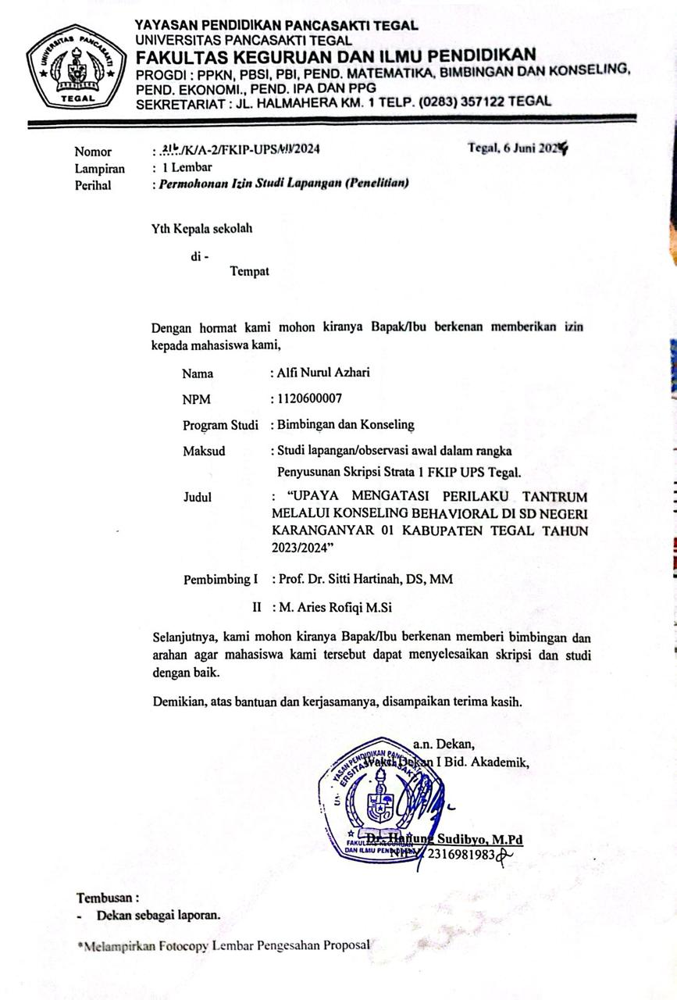 UNIVERSITAS PANCASAKTI
TEGAL
YAYASAN PENDIDIKAN PANCASAKTI TEGAL
UNIVERSITAS PANCASAKTI TEGAL
FAKULTAS KEGURUAN DAN ILMU PENDIDIKAN
PROGDI : PPKN, PBSI, PBI, PEND. MATEMATIKA, BIMBINGAN DAN KONSELING,
PEND. EKONOMI., PEND. IPA DAN PPG
SEKRETARIAT : JL. HALMAHERA KM. 1 TELP. (0283) 357122 TEGAL
Nomor : 216/K/A-2/FKIP-UPS/VI/2024 Tegal, 6 Juni 2024
Lampiran : 1 Lembar
Perihal : Permohonan Izin Studi Lapangan (Penelitian)
Yth Kepala sekolah
di -
Tempat
Dengan hormat kami mohon kiranya Bapak/Ibu berkenan memberikan izin
kepada mahasiswa kami,
Nama : Alfi Nurul Azhari
NPM : 1120600007
Program Studi : Bimbingan dan Konseling
Maksud : Studi lapangan/observasi awal dalam rangka
Penyusunan Skripsi Strata 1 FKIP UPS Tegal.
Judul : “UPAYA MENGATASI PERILAKU TANTRUM
MELALUI KONSELING BEHAVIORAL DI SD NEGERI
KARANGANYAR 01 KABUPATEN TEGAL TAHUN
2023/2024”
Pembimbing I : Prof. Dr. Sitti Hartinah, DS, MM
II : M. Aries Rofiqi M.Si
Selanjutnya, kami mohon kiranya Bapak/Ibu berkenan memberi bimbingan dan
arahan agar mahasiswa kami tersebut dapat menyelesaikan skripsi dan studi
dengan baik.
Demikian, atas bantuan dan kerjasamanya, disampaikan terima kasih.
a.n. Dekan,
Wakil Dekan I Bid. Akademik,
YASAN PENDIDIKAN
ERSITAS PANCASAKTI
FAKULTAS KEGURUAN
DAN ILMU PENDIDIKAN
Dr. Hanung Sudibyo, M.Pd
NIPY. 2316981983
Tembusan :
- Dekan sebagai laporan.
*Melampirkan Fotocopy Lembar Pengesahan Proposal